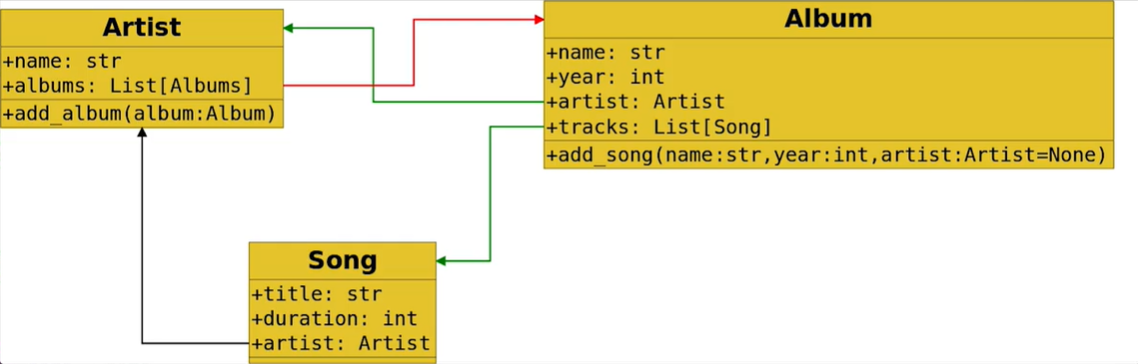 Artist
+name: str
+albums: List[Albums]
+add_album(album:Album)
Album
+name: str
+year: int
+artist: Artist
+tracks: List[Song]
+add_song(name:str,year:int,artist:Artist=None)
Song
+title: str
+duration: int
+artist: Artist